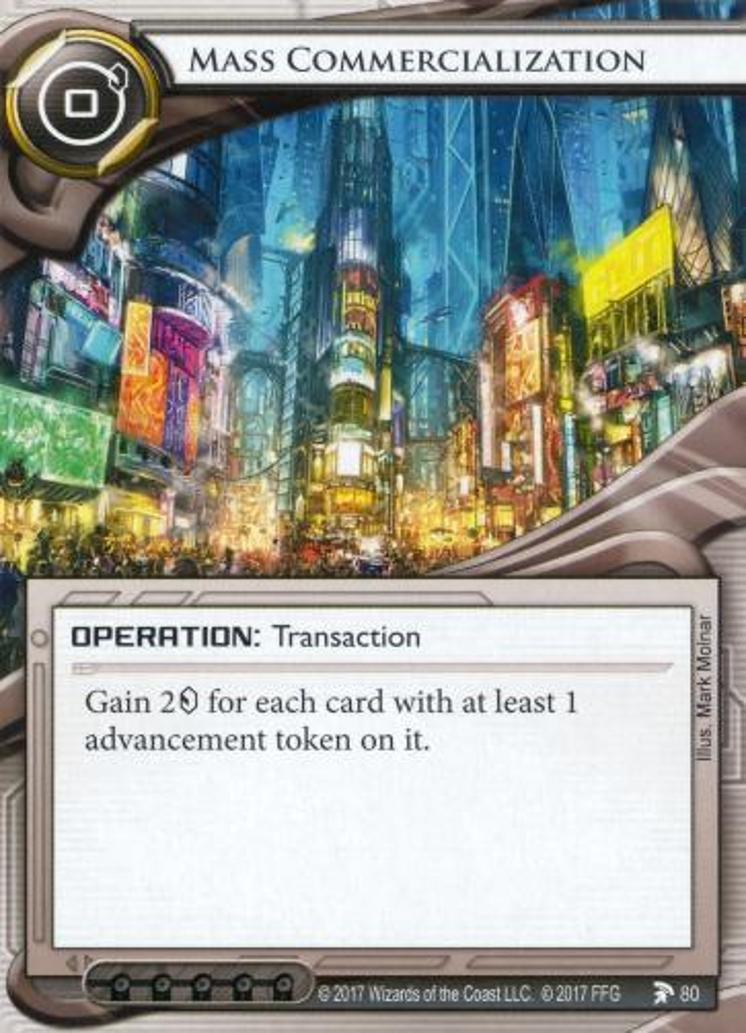 MASS COMMERCIALIZATION
OPERATION: Transaction
Gain 2 for each card with at least 1
advancement token on it.
Illus. Mark Molnar
© 2017 Wizards of the Coast LLC. © 2017 FFG
80